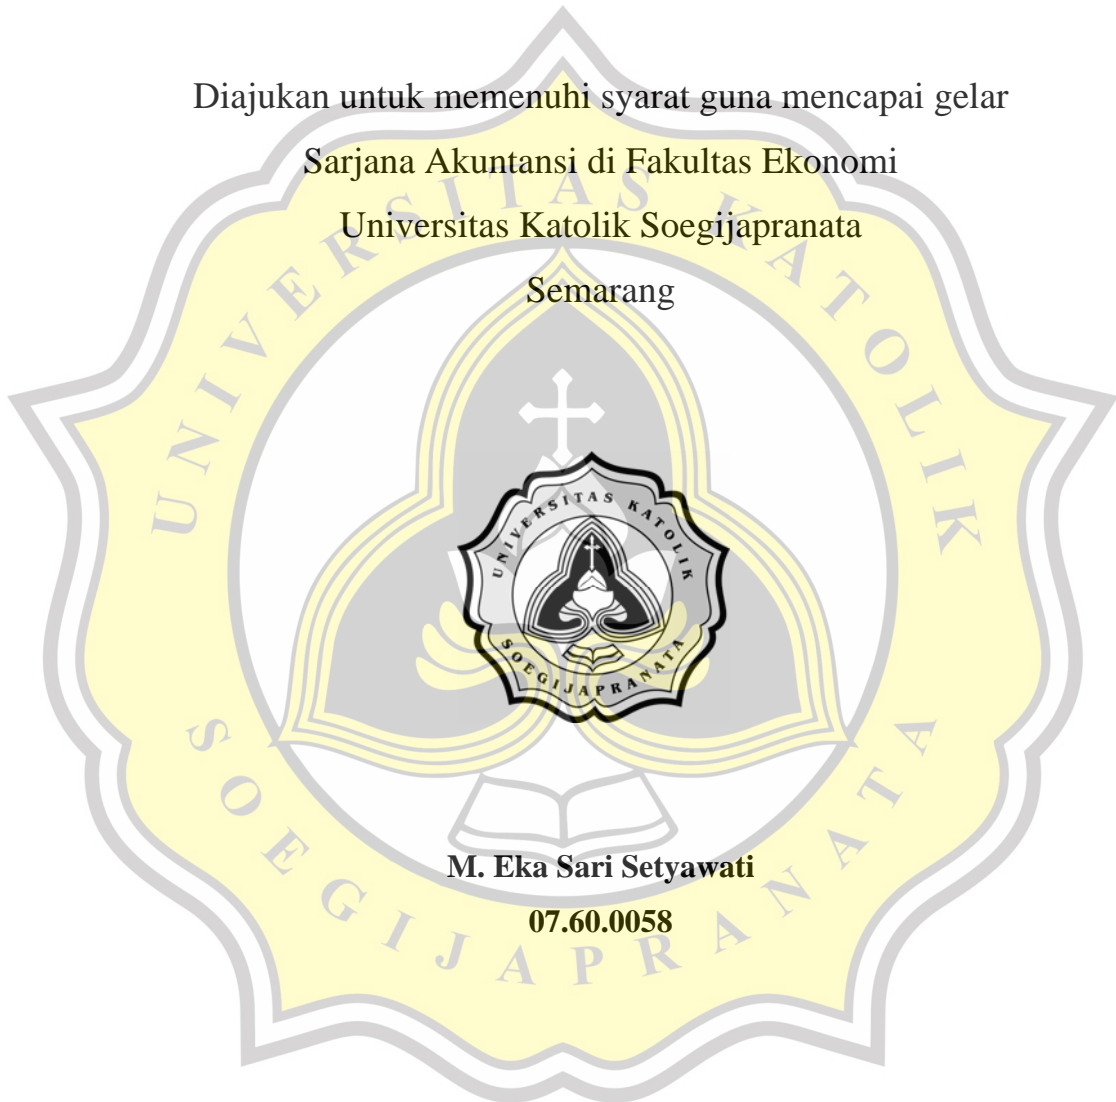 Diajukan untuk memenuhi syarat guna mencapai gelar
Sarjana Akuntansi di Fakultas Ekonomi
Universitas Katolik Soegijapranata
Semarang
UNIVERSITAS KATOLIK
SOEGIJAPRANATA
UNIVERSITAS KATOLIK
SOEGIJAPRANATA
M. Eka Sari Setyawati
07.60.0058